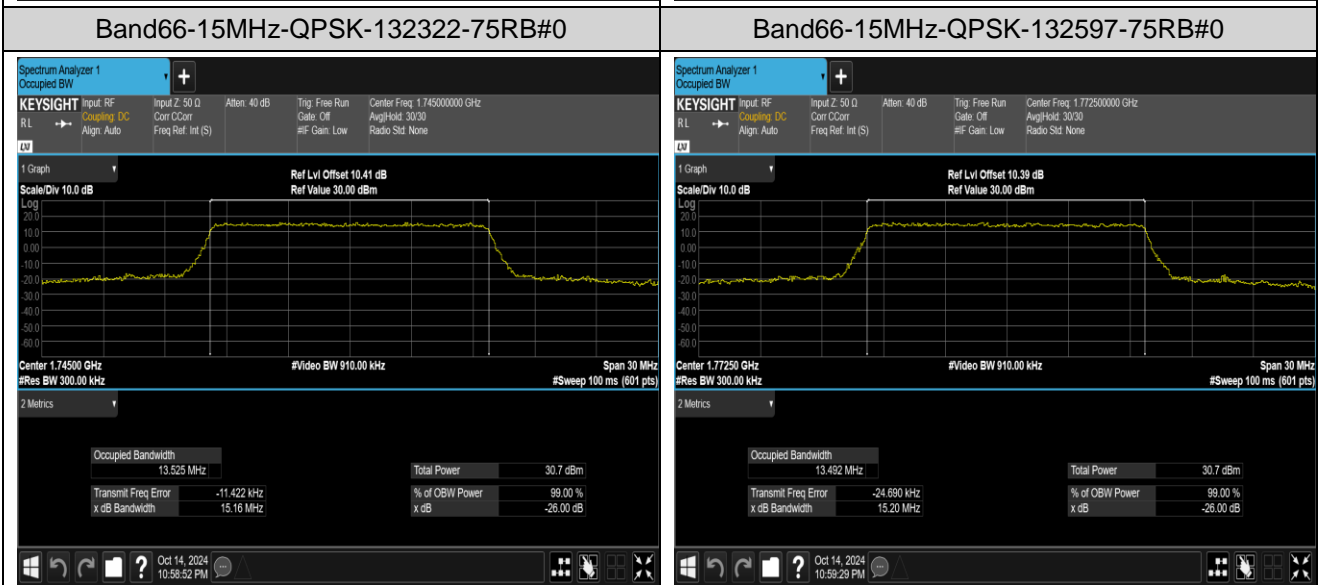 Band66-15MHz-QPSK-132322-75RB#0
Spectrum Analyzer 1
Occupied BW
+
KEYSIGHT
RL
LXI
Input: RF
Coupling: DC
Align: Auto
Input Z: 50 Ω
Corr CCorr
Freq Ref: Int (S)
Atten: 40 dB
Trig: Free Run
Gate: Off
#IF Gain: Low
Center Freq: 1.745000000 GHz
Avg|Hold: 30/30
Radio Std: None
1 Graph
Scale/Div 10.0 dB
Ref Lvl Offset 10.41 dB
Ref Value 30.00 dBm
Log
20.0
10.0
0.00
-10.0
-20.0
-30.0
-40.0
-50.0
-60.0
Center 1.74500 GHz
#Res BW 300.00 kHz
#Video BW 910.00 kHz
Span 30 MHz
#Sweep 100 ms (601 pts)
2 Metrics
Occupied Bandwidth
13.525 MHz
Transmit Freq Error -11.422 kHz
x dB Bandwidth 15.16 MHz
Total Power 30.7 dBm
% of OBW Power 99.00 %
x dB -26.00 dB
?
Oct 14, 2024
10:58:52 PM
Band66-15MHz-QPSK-132597-75RB#0
Spectrum Analyzer 1
Occupied BW
+
KEYSIGHT
RL
LXI
Input: RF
Coupling: DC
Align: Auto
Input Z: 50 Ω
Corr CCorr
Freq Ref: Int (S)
Atten: 40 dB
Trig: Free Run
Gate: Off
#IF Gain: Low
Center Freq: 1.772500000 GHz
Avg|Hold: 30/30
Radio Std: None
1 Graph
Scale/Div 10.0 dB
Ref Lvl Offset 10.39 dB
Ref Value 30.00 dBm
Log
20.0
10.0
0.00
-10.0
-20.0
-30.0
-40.0
-50.0
-60.0
Center 1.77250 GHz
#Res BW 300.00 kHz
#Video BW 910.00 kHz
Span 30 MHz
#Sweep 100 ms (601 pts)
2 Metrics
Occupied Bandwidth
13.492 MHz
Transmit Freq Error -24.690 kHz
x dB Bandwidth 15.20 MHz
Total Power 30.7 dBm
% of OBW Power 99.00 %
x dB -26.00 dB
?
Oct 14, 2024
10:59:29 PM